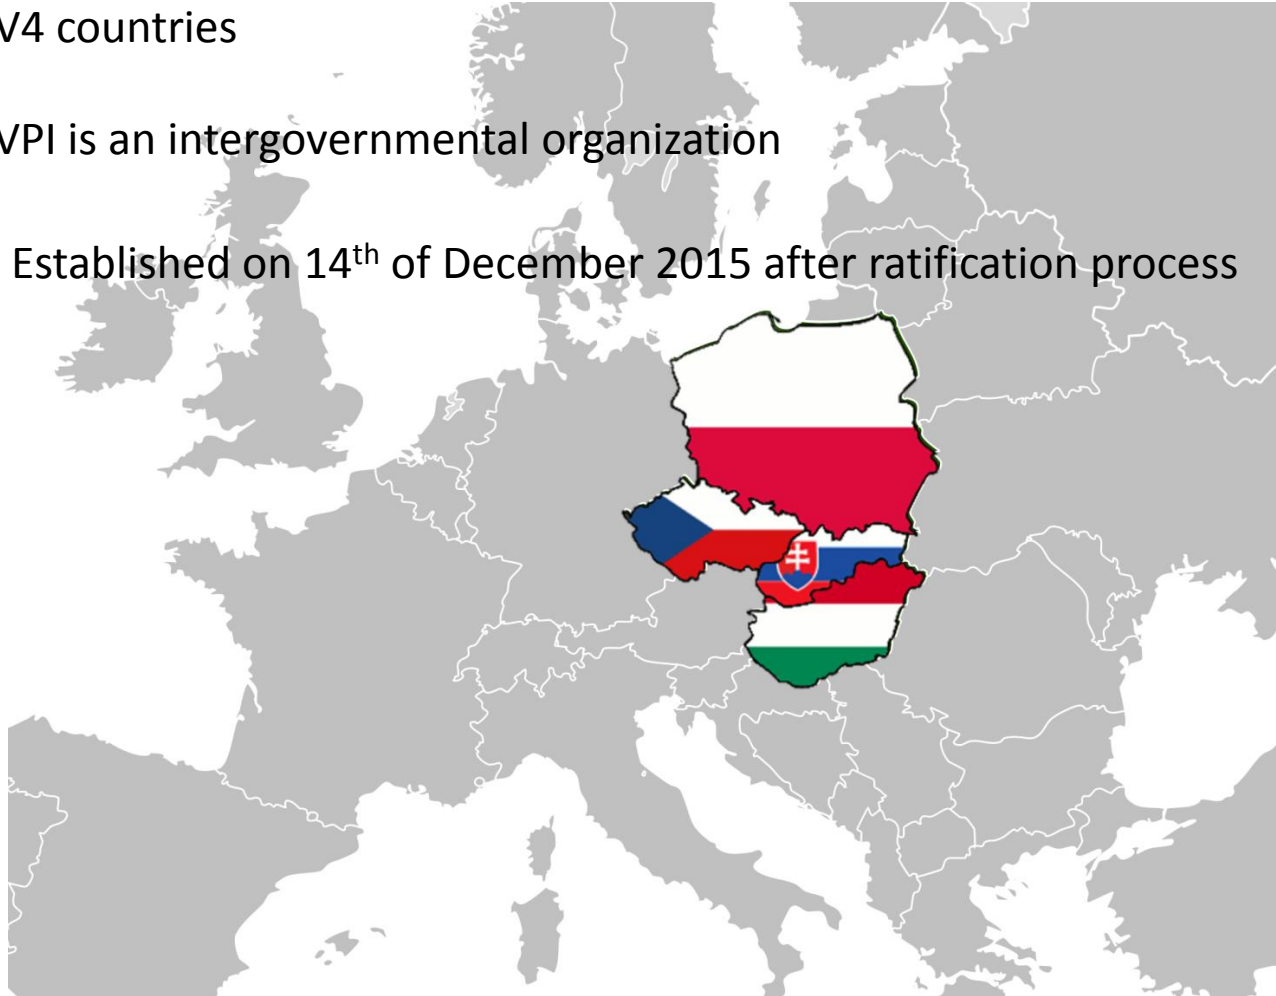 V4 countries
VPI is an intergovernmental organization
Established on 14th of December 2015 after ratification process